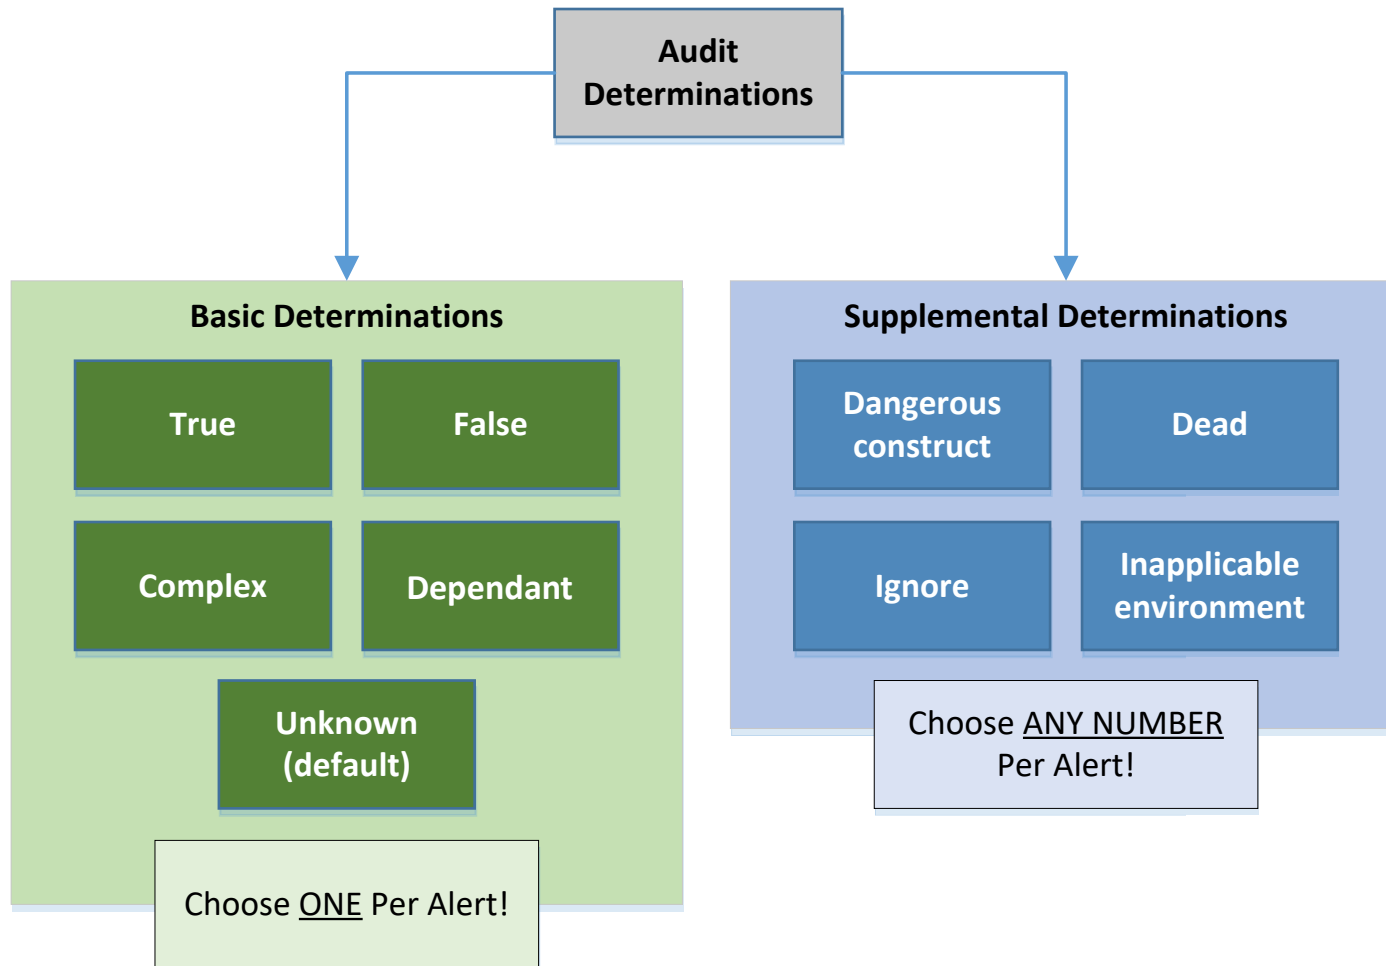 Audit
Determinations
Basic Determinations
True
False
Complex
Dependant
Unknown
(default)
Choose ONE Per Alert!
Supplemental Determinations
Dangerous
construct
Dead
Ignore
Inapplicable
environment
Choose ANY NUMBER
Per Alert!